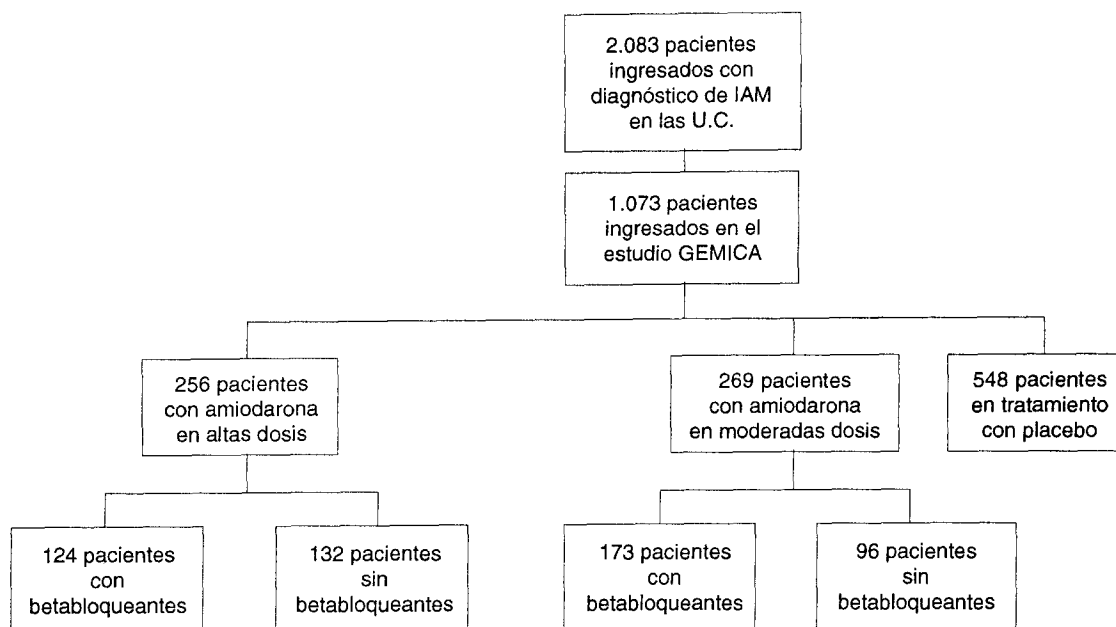 2.083 pacientes
ingresados con
diagnóstico de IAM
en las U.C.
1.073 pacientes
ingresados en el
estudio GEMICA
256 pacientes
con amiodarona
en altas dosis
269 pacientes
con amiodarona
en moderadas dosis
548 pacientes
en tratamiento
con placebo
124 pacientes
con
betabloqueantes
132 pacientes
sin
betabloqueantes
173 pacientes
con
betabloqueantes
96 pacientes
sin
betabloqueantes